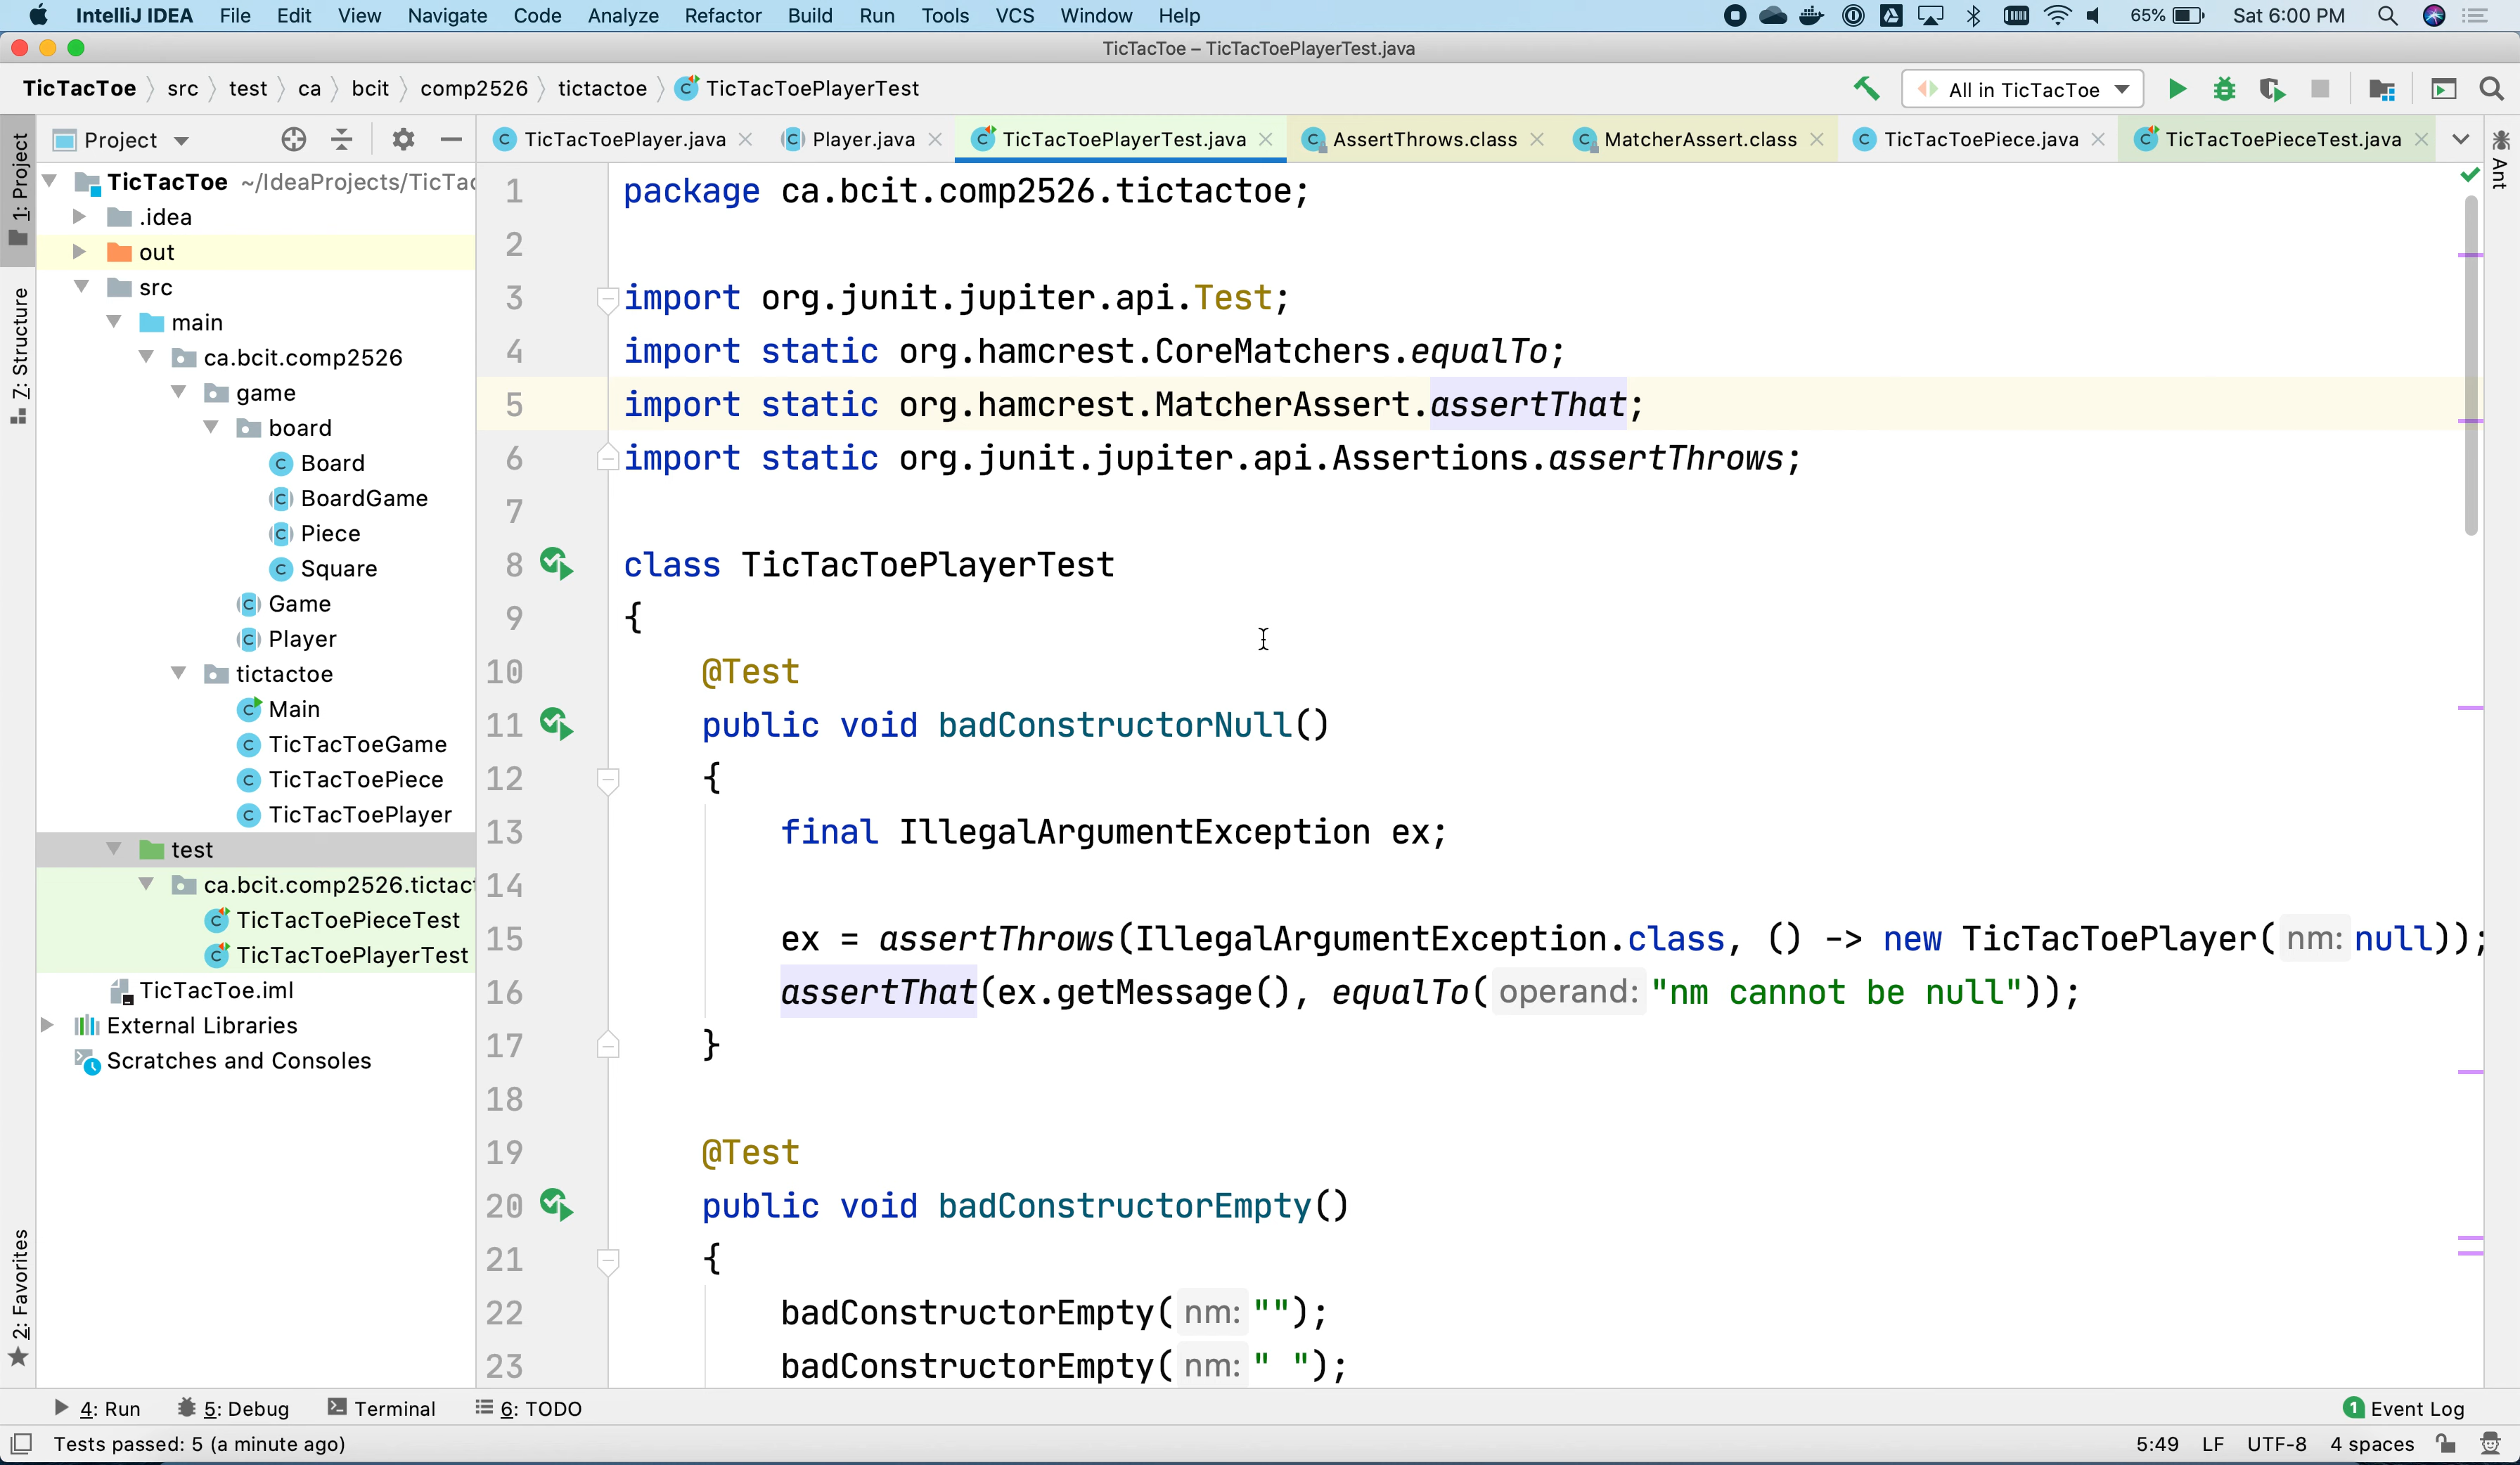 IntelliJ IDEA File Edit View Navigate Code Analyze Refactor Build Run Tools VCS Window Help 65% Sat 6:00 PM
TicTacToe – TicTacToePlayerTest.java
TicTacToe src test ca bcit comp2526 tictactoe TicTacToePlayerTest All in TicTacToe
Project TicTacToePlayer.java Player.java TicTacToePlayerTest.java AssertThrows.class MatcherAssert.class TicTacToePiece.java TicTacToePieceTest.java
1: Project
7: Structure
2: Favorites
Ant
TicTacToe ~/IdeaProjects/TicTac
.idea
out
src
main
ca.bcit.comp2526
game
board
Board
BoardGame
Piece
Square
Game
Player
tictactoe
Main
TicTacToeGame
TicTacToePiece
TicTacToePlayer
test
ca.bcit.comp2526.tictact
TicTacToePieceTest
TicTacToePlayerTest
TicTacToe.iml
External Libraries
Scratches and Consoles
1 package ca.bcit.comp2526.tictactoe;
2
3 import org.junit.jupiter.api.Test;
4 import static org.hamcrest.CoreMatchers.equalTo;
5 import static org.hamcrest.MatcherAssert.assertThat;
6 import static org.junit.jupiter.api.Assertions.assertThrows;
7
8 class TicTacToePlayerTest
9 {
10 @Test
11 public void badConstructorNull()
12 {
13 final IllegalArgumentException ex;
14
15 ex = assertThrows(IllegalArgumentException.class, () -> new TicTacToePlayer( nm: null));
16 assertThat(ex.getMessage(), equalTo( operand: "nm cannot be null"));
17 }
18
19 @Test
20 public void badConstructorEmpty()
21 {
22 badConstructorEmpty( nm: "");
23 badConstructorEmpty( nm: " ");
4: Run 5: Debug Terminal 6: TODO 1 Event Log
Tests passed: 5 (a minute ago) 5:49 LF UTF-8 4 spaces